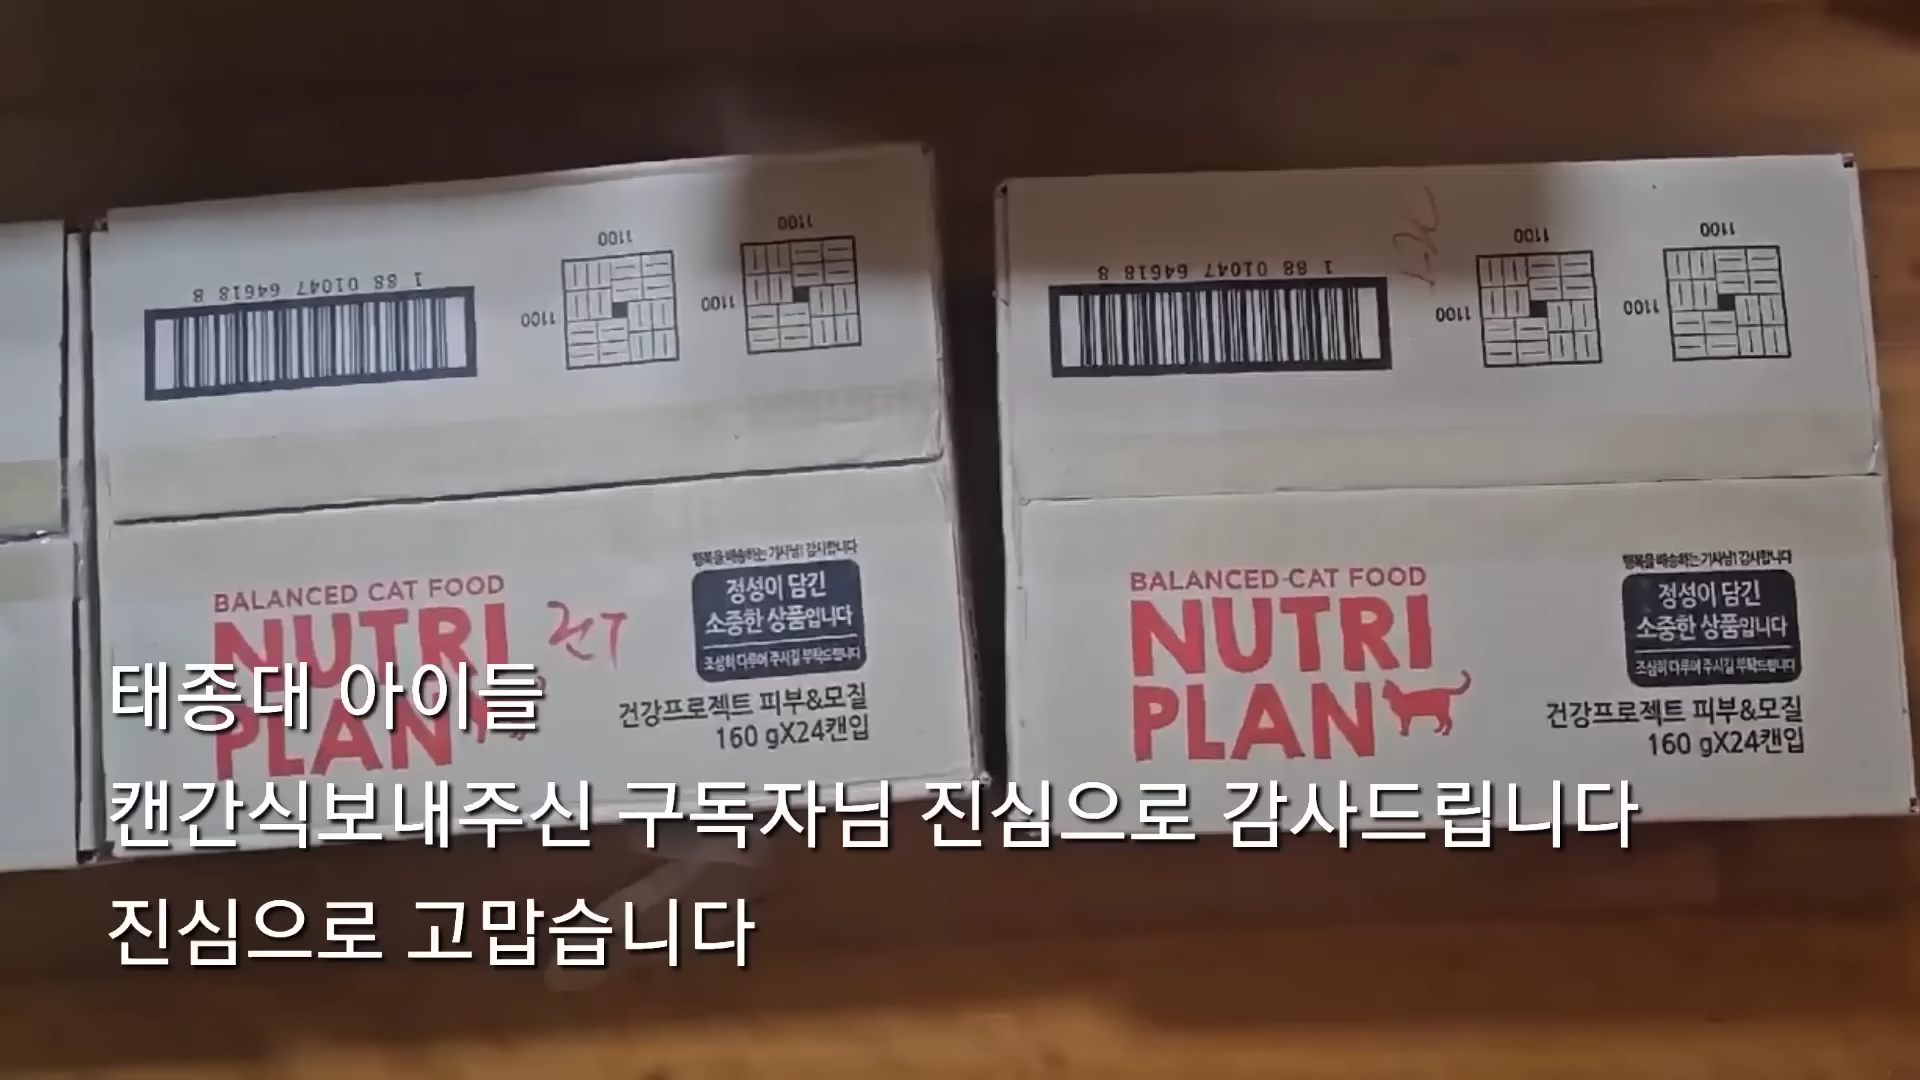 1 88 01047 64618 8
1100
1100
1100
1100
1 88 01047 64618 8
1100
1100
1100
1100
BALANCED CAT FOOD
NUTRI
PLAN
행복을 배송하는 기사님! 감사합니다
정성이 담긴
소중한 상품입니다
조심히 다루어 주시길 부탁드립니다
건강프로젝트 피부&모질
160 gX24캔입
BALANCED CAT FOOD
NUTRI
PLAN
행복을 배송하는 기사님! 감사합니다
정성이 담긴
소중한 상품입니다
조심히 다루어 주시길 부탁드립니다
건강프로젝트 피부&모질
160 gX24캔입
태종대 아이들
캔간식보내주신 구독자님 진심으로 감사드립니다
진심으로 고맙습니다